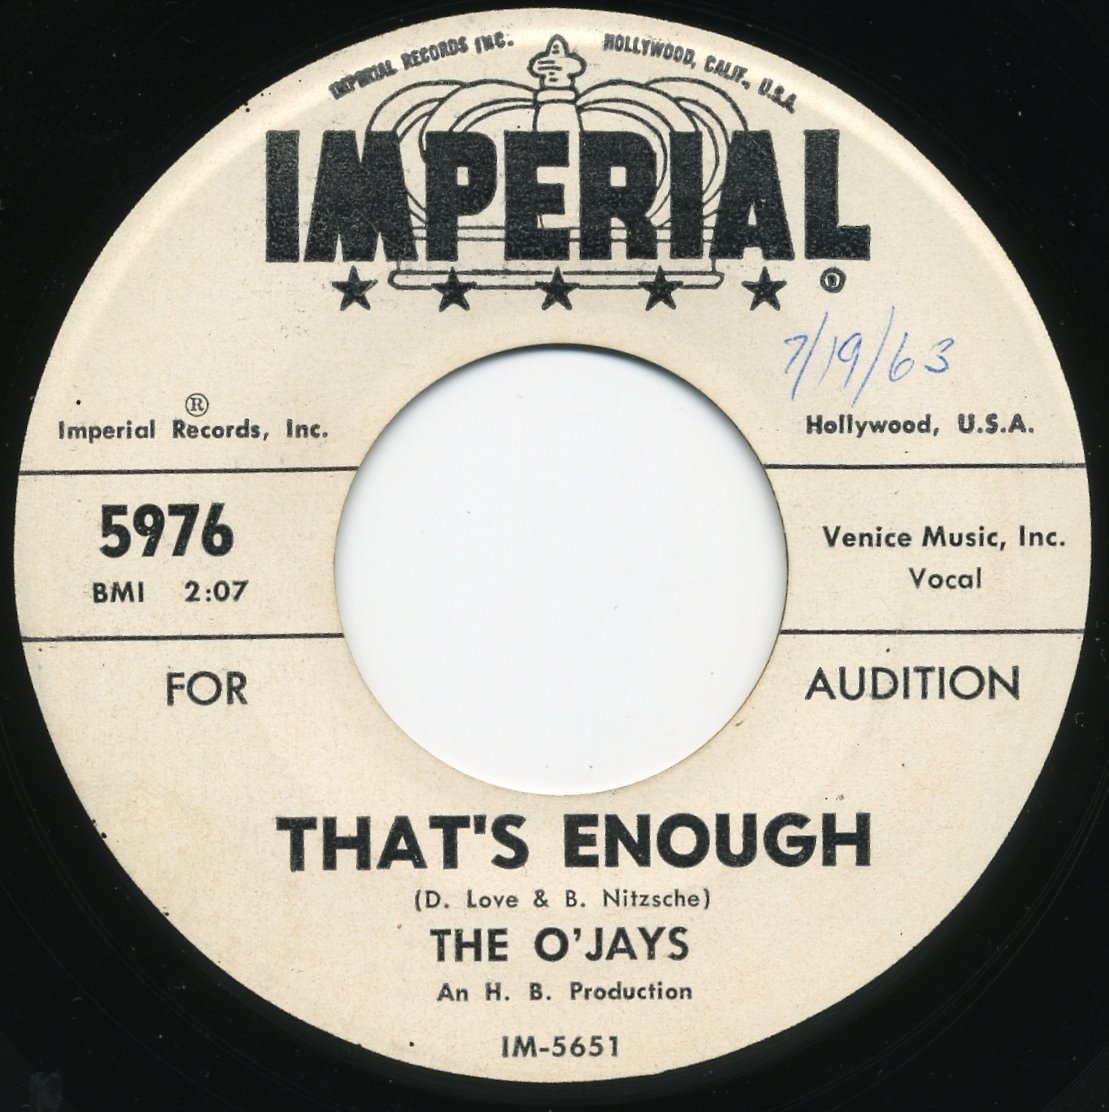 IMPERIAL RECORDS INC. HOLLYWOOD, CALIF., U.S.A.
IMPERIAL
®
7/19/63
®
Imperial Records, Inc. Hollywood, U.S.A.
5976 Venice Music, Inc.
BMI 2:07 Vocal
FOR AUDITION
THAT'S ENOUGH
(D. Love & B. Nitzsche)
THE O'JAYS
An H. B. Production
IM-5651